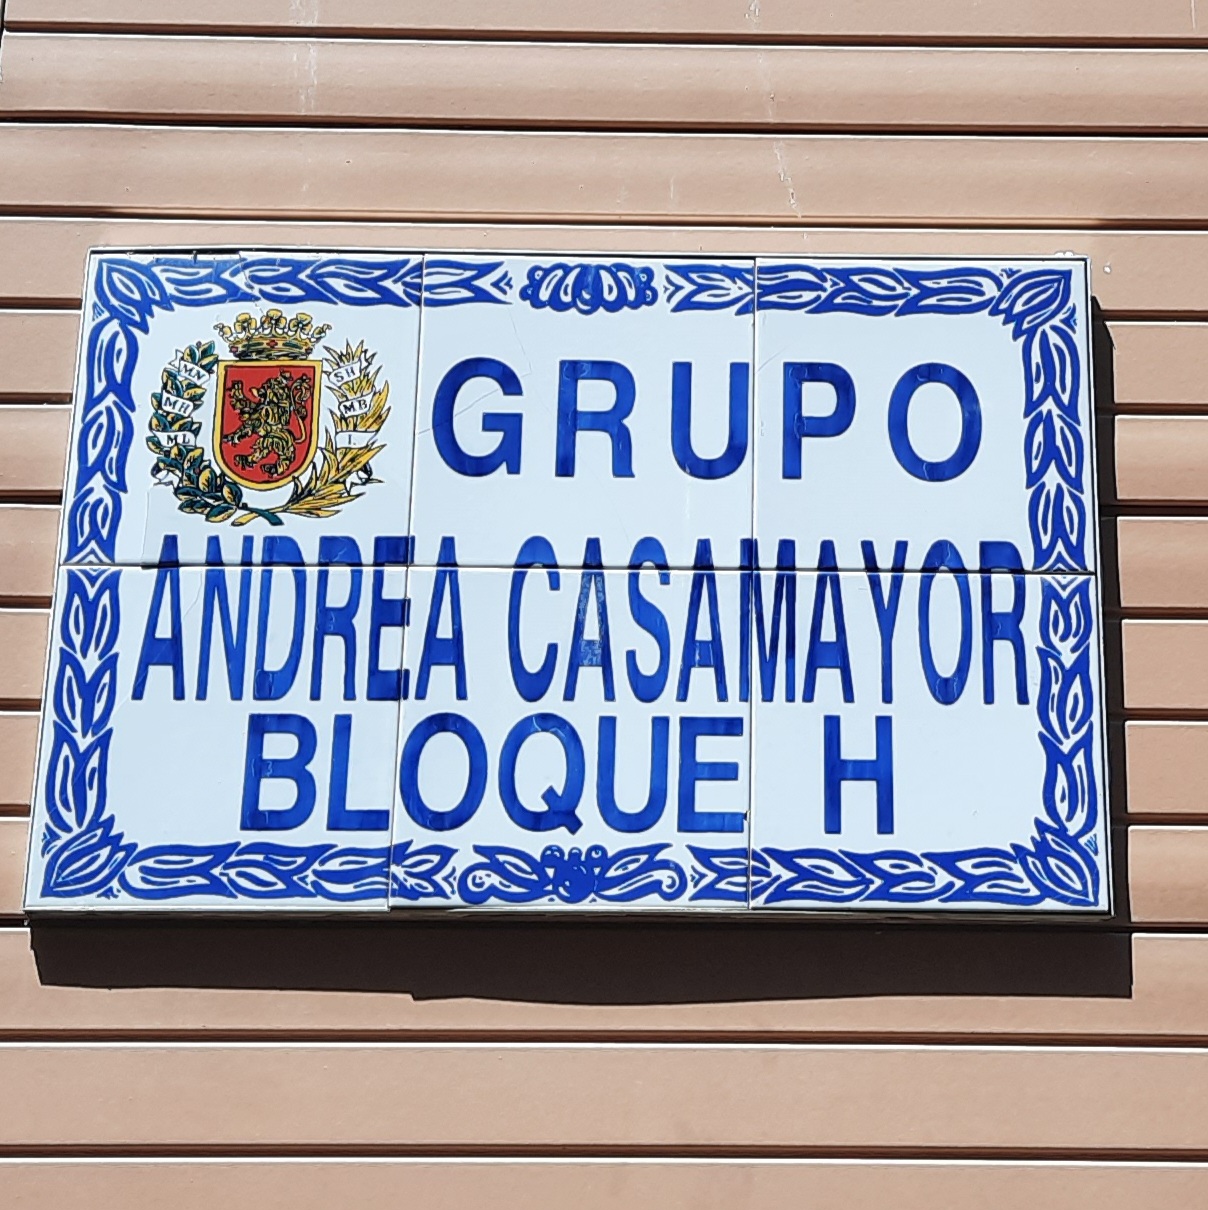 GRUPO
ANDREA CASAMAYOR
BLOQUE H
M.N
M H
M L
S H
M B
I.